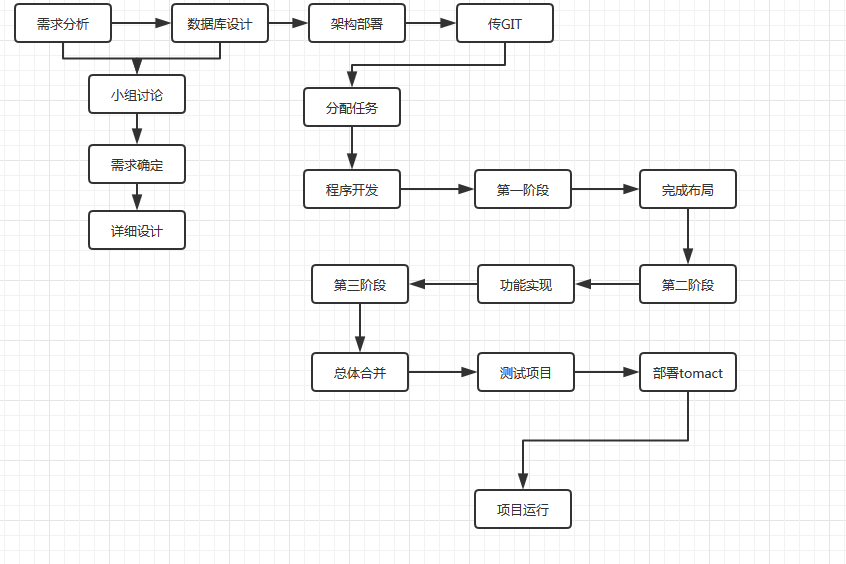 需求分析
数据库设计
架构部署
传GIT
小组讨论
分配任务
需求确定
程序开发
第一阶段
完成布局
详细设计
第三阶段
功能实现
第二阶段
总体合并
测试项目
部署tomact
项目运行